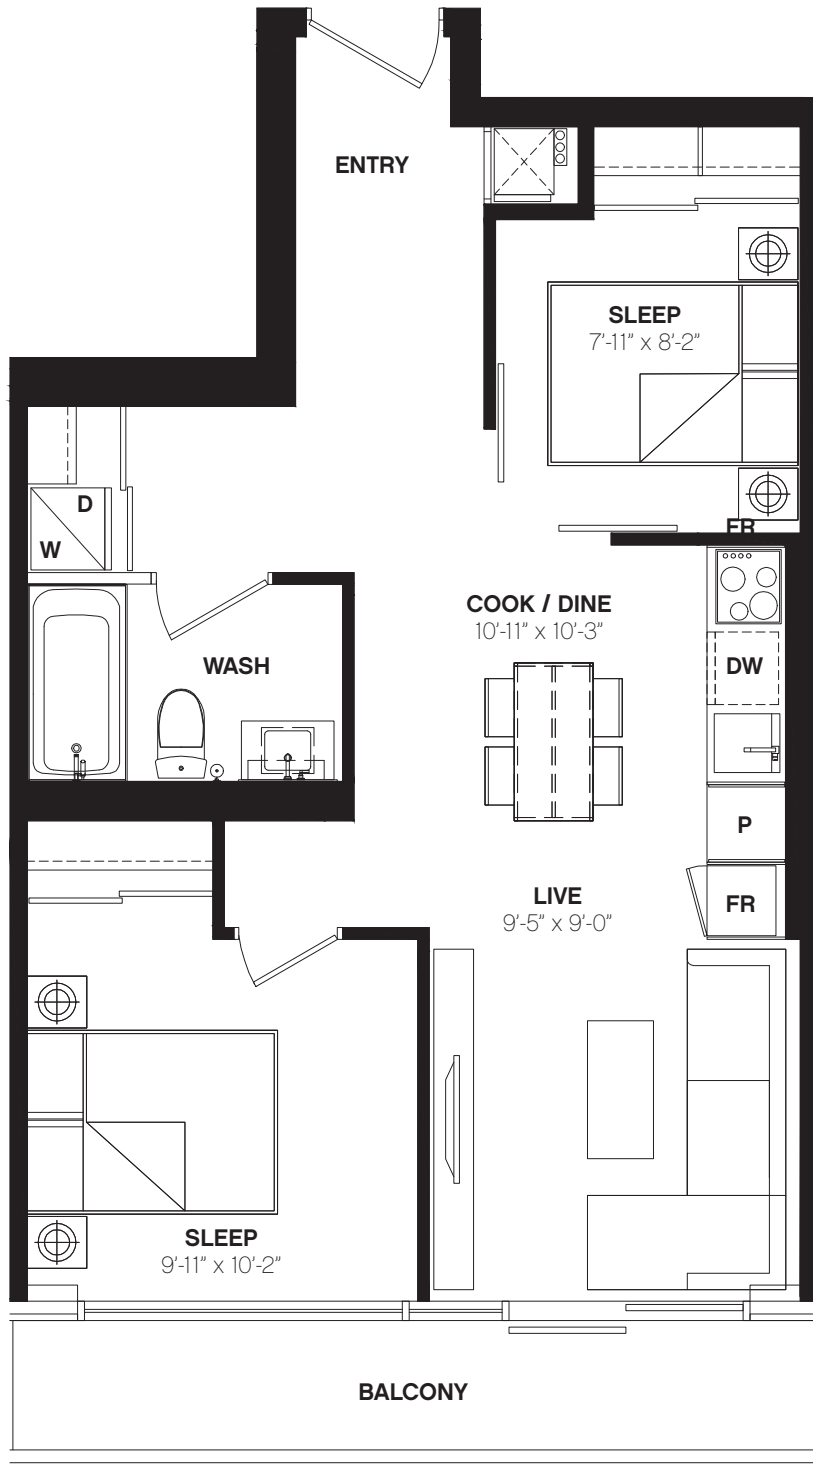 ENTRY
SLEEP
7'-11" x 8'-2"
D
W
FR
COOK / DINE
10'-11" x 10'-3"
WASH
DW
P
LIVE
9'-5" x 9'-0"
FR
SLEEP
9'-11" x 10'-2"
BALCONY